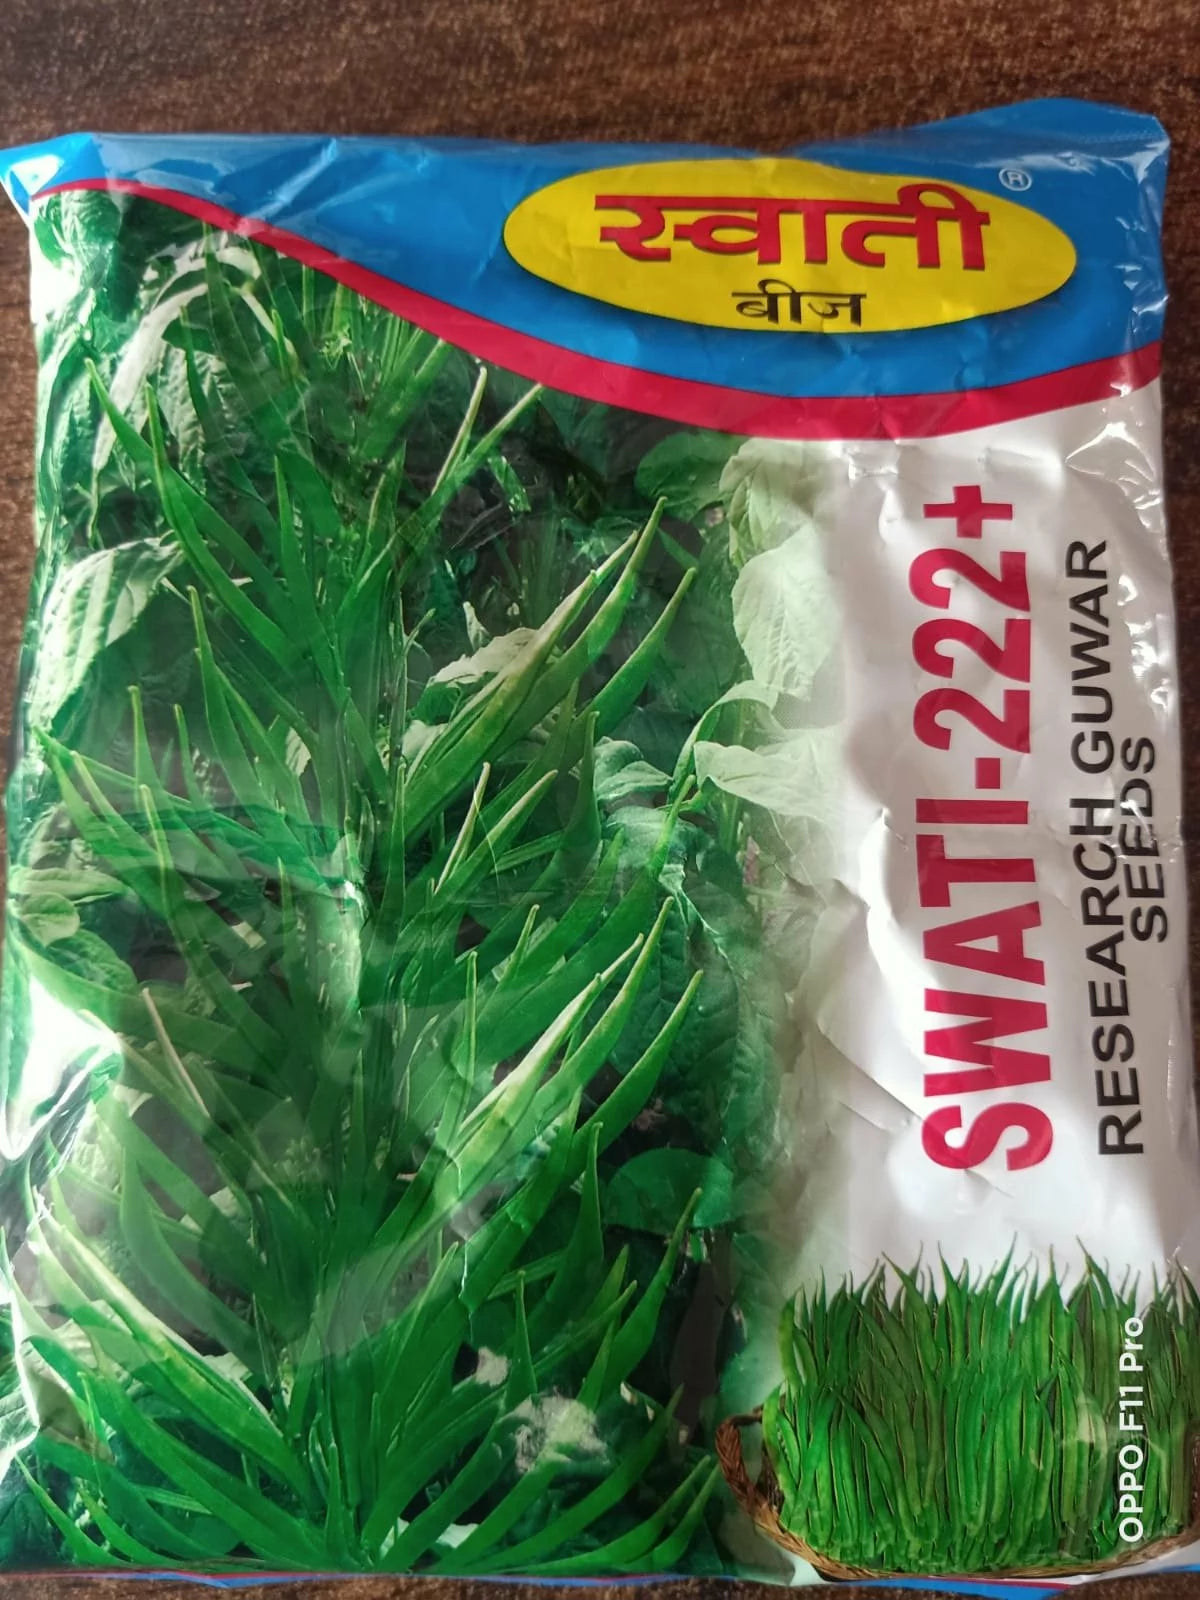 स्वाती
®
बीज
SWATI-222+
RESEARCH GUWAR
SEEDS
OPPO F11 Pro